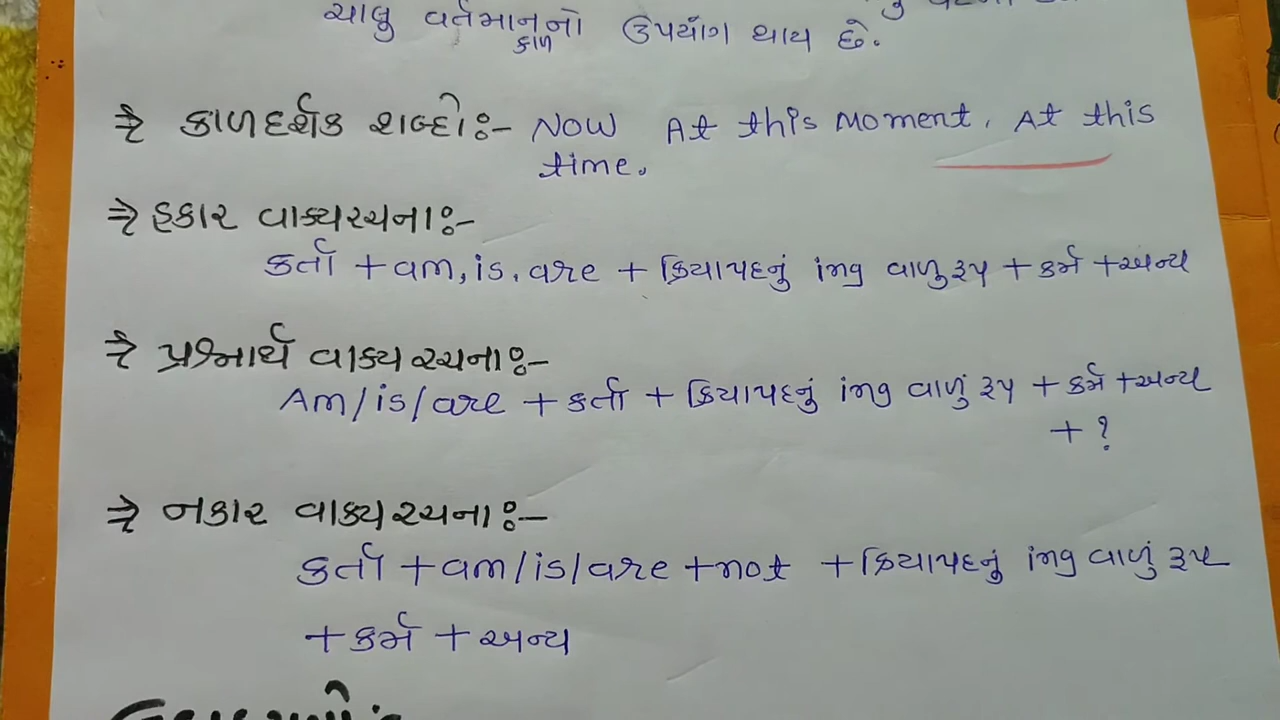 ચાલુ વર્તમાનનો ઉપયોગ થાય છે.
કાળ
⇒ કાળદર્શક શબ્દો:- Now At this Moment, At this
time.
⇒ હકાર વાક્યરચના:-
કર્તા + am, is, are + ક્રિયાપદનું ing વાળુ રૂપ + કર્મ + અન્ય
⇒ પ્રશ્નાર્થ વાક્ય રચના:-
Am/is/are + કર્તા + ક્રિયાપદનું ing વાળું રૂપ + કર્મ + અન્ય
+ ?
⇒ નકાર વાક્યરચના:-
કર્તા + am/is/are + not + ક્રિયાપદનું ing વાળું રૂપ
+ કર્મ + અન્ય